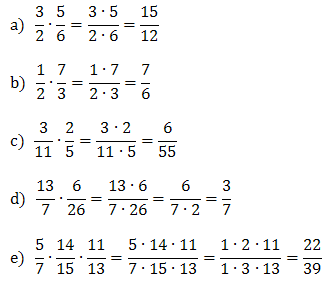 a) 3/2 · 5/6 = (3 · 5)/(2 · 6) = 15/12
b) 1/2 · 7/3 = (1 · 7)/(2 · 3) = 7/6
c) 3/11 · 2/5 = (3 · 2)/(11 · 5) = 6/55
d) 13/7 · 6/26 = (13 · 6)/(7 · 26) = 6/(7 · 2) = 3/7
e) 5/7 · 14/15 · 11/13 = (5 · 14 · 11)/(7 · 15 · 13) = (1 · 2 · 11)/(1 · 3 · 13) = 22/39